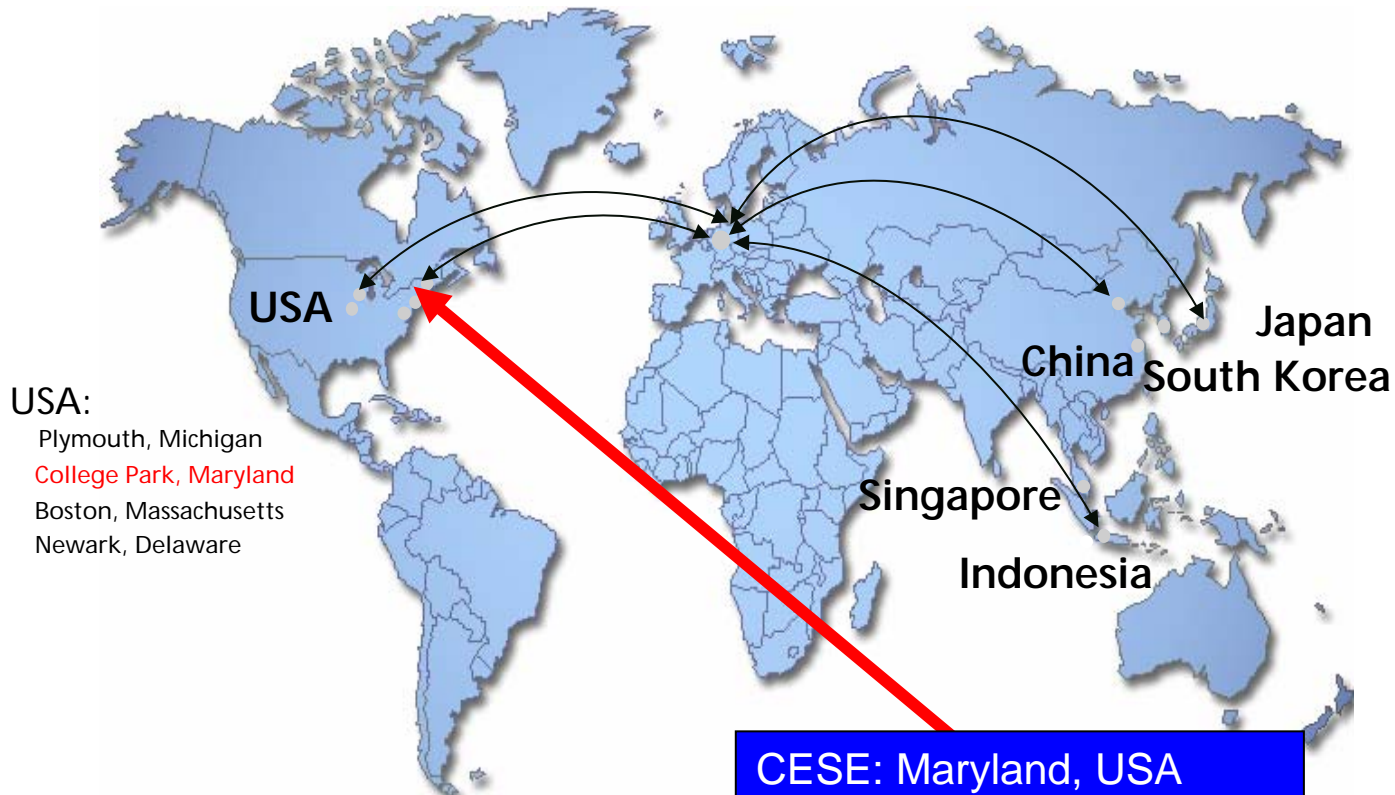 USA
Japan
China
South Korea
USA:
Plymouth, Michigan
College Park, Maryland
Boston, Massachusetts
Newark, Delaware
Singapore
Indonesia
CESE: Maryland, USA